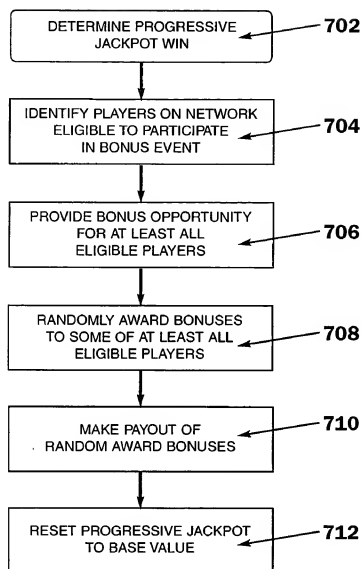 DETERMINE PROGRESSIVE
JACKPOT WIN
702
IDENTIFY PLAYERS ON NETWORK
ELIGIBLE TO PARTICIPATE
IN BONUS EVENT
704
PROVIDE BONUS OPPORTUNITY
FOR AT LEAST ALL
ELIGIBLE PLAYERS
706
RANDOMLY AWARD BONUSES
TO SOME OF AT LEAST ALL
ELIGIBLE PLAYERS
708
MAKE PAYOUT OF
RANDOM AWARD BONUSES
710
RESET PROGRESSIVE JACKPOT
TO BASE VALUE
712